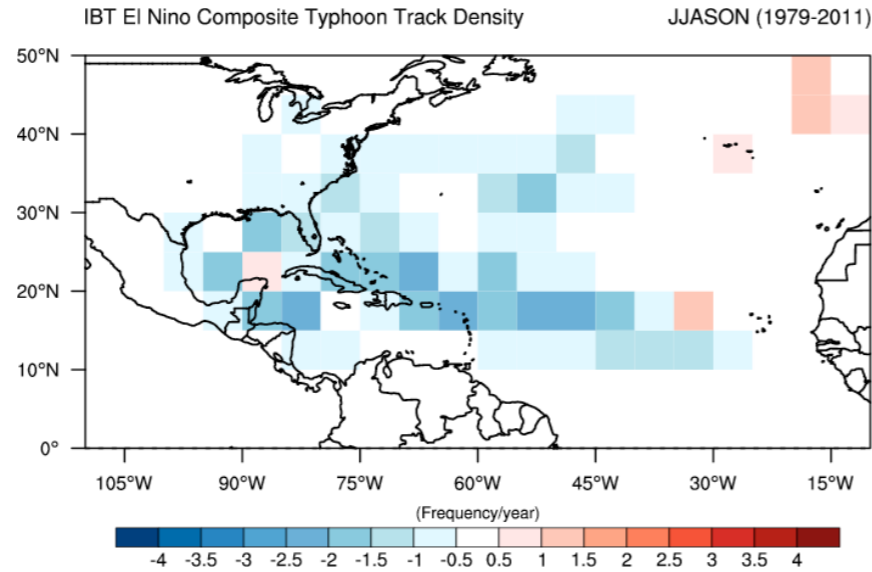 IBT El Nino Composite Typhoon Track Density JJASON (1979-2011)
50°N
40°N
30°N
20°N
10°N
0°
105°W 90°W 75°W 60°W 45°W 30°W 15°W
(Frequency/year)
-4 -3.5 -3 -2.5 -2 -1.5 -1 -0.5 0.5 1 1.5 2 2.5 3 3.5 4